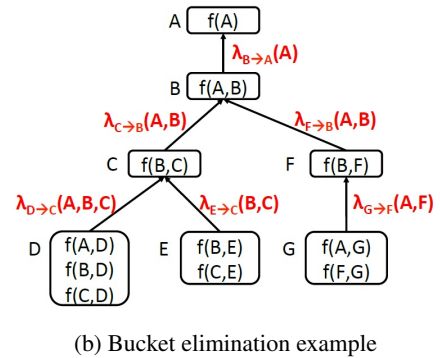 A f(A)
λB→A(A)
B f(A,B)
λC→B(A,B) λF→B(A,B)
C f(B,C) F f(B,F)
λD→C(A,B,C) λE→C(B,C) λG→F(A,F)
D f(A,D) E f(B,E) G f(A,G)
f(B,D) f(C,E) f(F,G)
f(C,D)
(b) Bucket elimination example